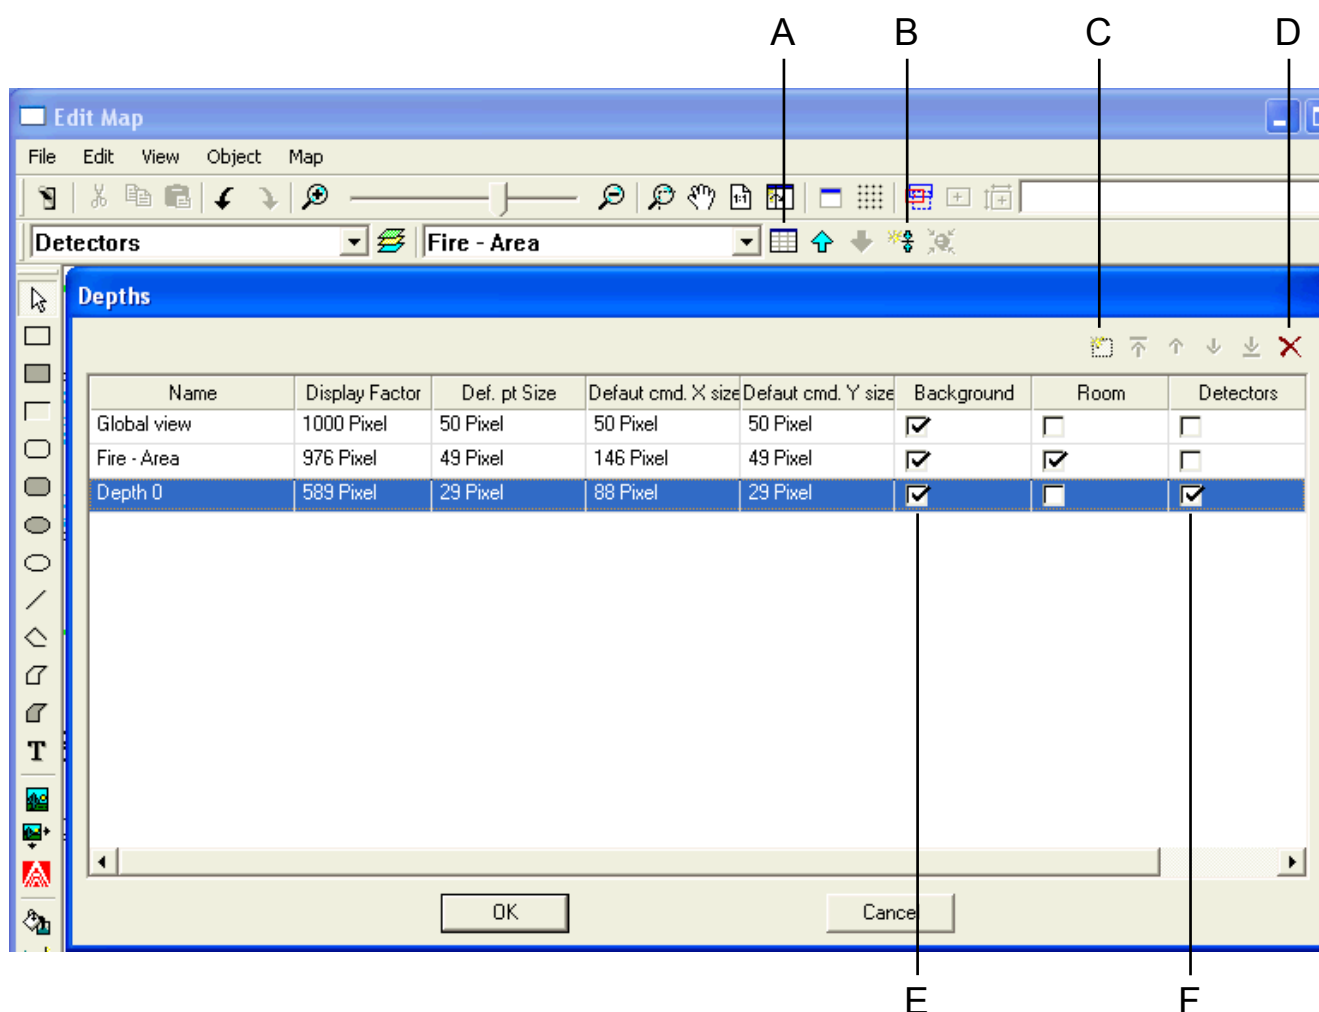 A B C D
Edit Map
File Edit View Object Map
1:1
Detectors Fire - Area
Depths
Name Display Factor Def. pt Size Defaut cmd. X size Defaut cmd. Y size Background Room Detectors
Global view 1000 Pixel 50 Pixel 50 Pixel 50 Pixel
Fire - Area 976 Pixel 49 Pixel 146 Pixel 49 Pixel
Depth 0 589 Pixel 29 Pixel 88 Pixel 29 Pixel
T
OK Cancel
E F